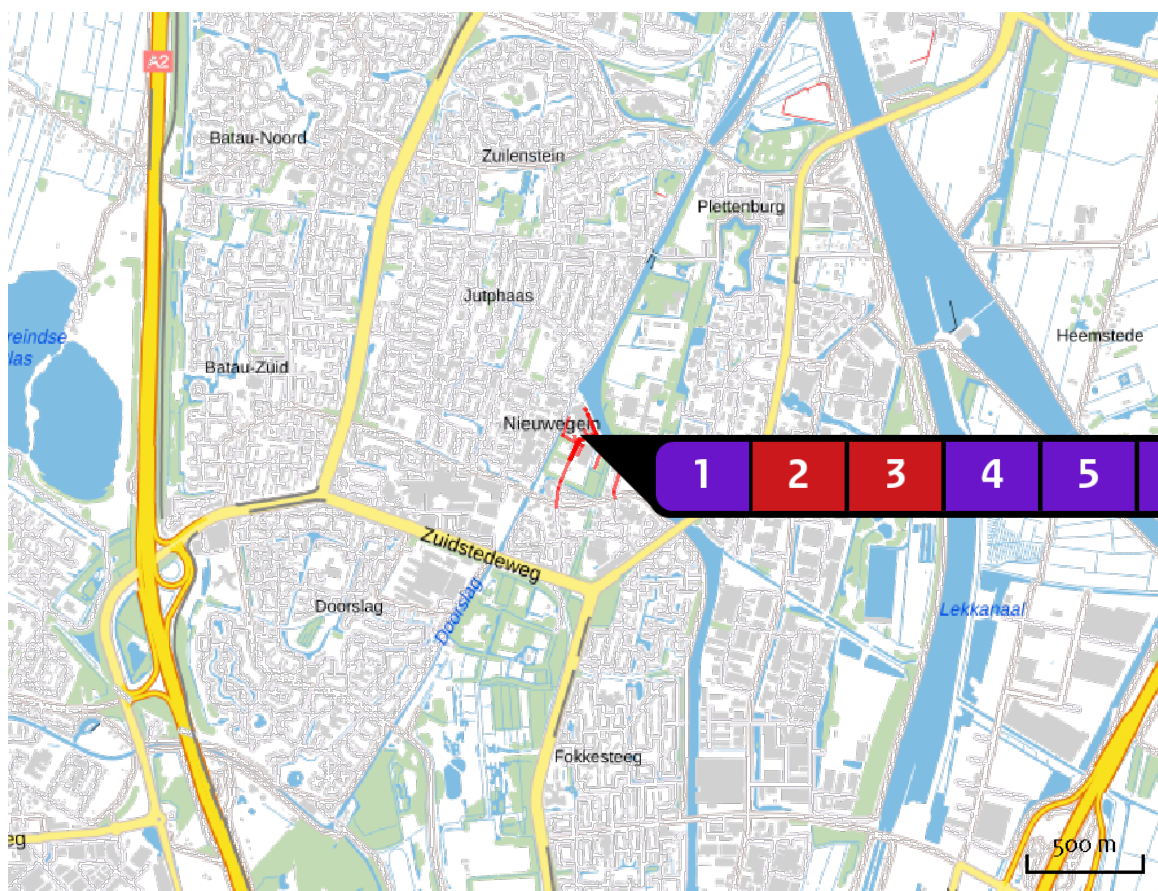 A2
Batau-Noord
Zuilenstein
Plettenburg
Jutphaas
reindse
las
Heemstede
Batau-Zuid
Nieuwegein
1 2 3 4 5
Zuidstedeweg
Doorslag
Doorslag
Lekkanaal
Fokkesteeg
eg
500 m